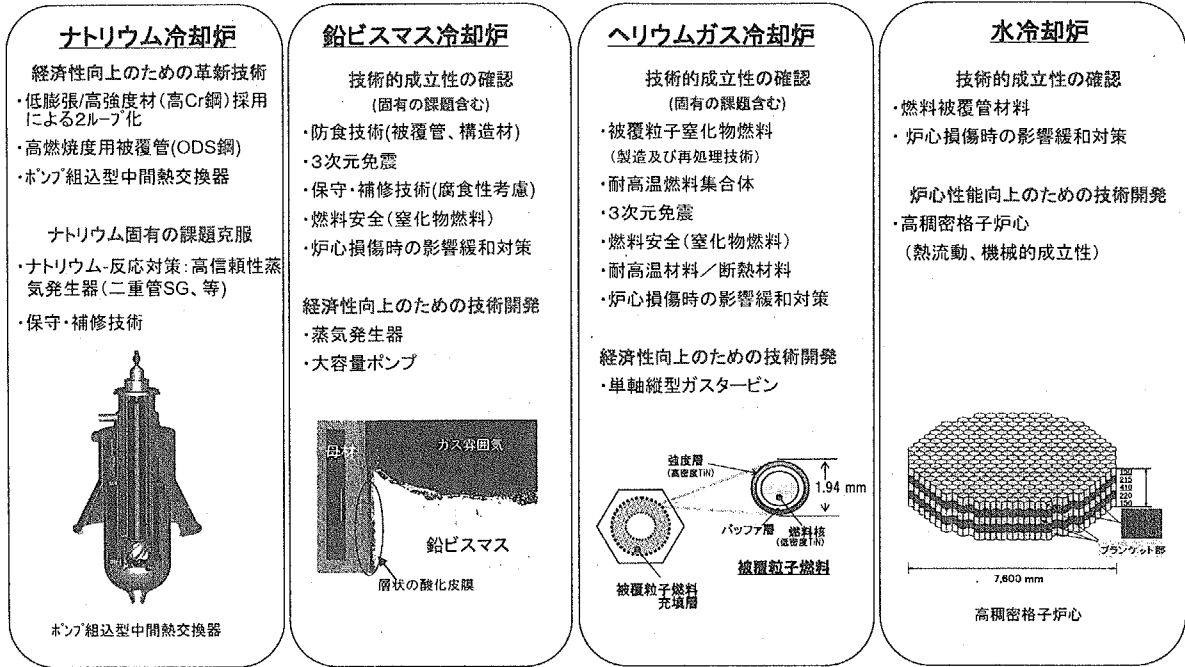 ナトリウム冷却炉
経済性向上のための革新技術
・低膨張/高強度材(高Cr鋼)採用
による2ループ化
・高燃焼度用被覆管(ODS鋼)
・ポンプ組込型中間熱交換器
ナトリウム固有の課題克服
・ナトリウム-反応対策:高信頼性蒸
気発生器(二重管SG、等)
・保守・補修技術
ポンプ組込型中間熱交換器
鉛ビスマス冷却炉
技術的成立性の確認
(固有の課題含む)
・防食技術(被覆管、構造材)
・3次元免震
・保守・補修技術(腐食性考慮)
・燃料安全(窒化物燃料)
・炉心損傷時の影響緩和対策
経済性向上のための技術開発
・蒸気発生器
・大容量ポンプ
母材
ガス雰囲気
鉛ビスマス
層状の酸化皮膜
ヘリウムガス冷却炉
技術的成立性の確認
(固有の課題含む)
・被覆粒子窒化物燃料
(製造及び再処理技術)
・耐高温燃料集合体
・3次元免震
・燃料安全(窒化物燃料)
・耐高温材料/断熱材料
・炉心損傷時の影響緩和対策
経済性向上のための技術開発
・単軸縦型ガスタービン
強度層
(高密度TiN)
1.94 mm
バッファ層
燃料核
(低密度TiN)
被覆粒子燃料
被覆粒子燃料
充填層
水冷却炉
技術的成立性の確認
・燃料被覆管材料
・炉心損傷時の影響緩和対策
炉心性能向上のための技術開発
・高稠密格子炉心
(熱流動、機械的成立性)
150
215
410
220
190
ブランケット部
7,600 mm
高稠密格子炉心